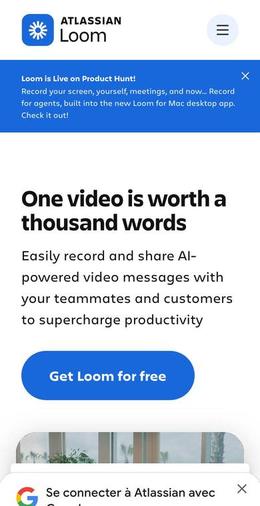 ATLASSIAN
Loom
Loom is Live on Product Hunt!
Record your screen, yourself, meetings, and now... Record
for agents, built into the new Loom for Mac desktop app.
Check it out!
One video is worth a
thousand words
Easily record and share AI-
powered video messages with
your teammates and customers
to supercharge productivity
Get Loom for free
Se connecter à Atlassian avec